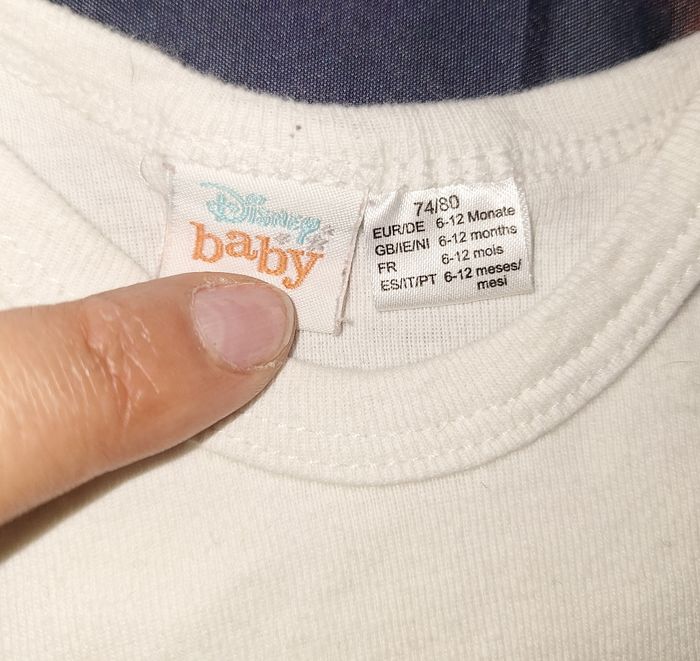 Disney
baby
74/80
EUR/DE 6-12 Monate
GB/IE/NI 6-12 months
FR 6-12 mois
ES/IT/PT 6-12 meses/
mesi